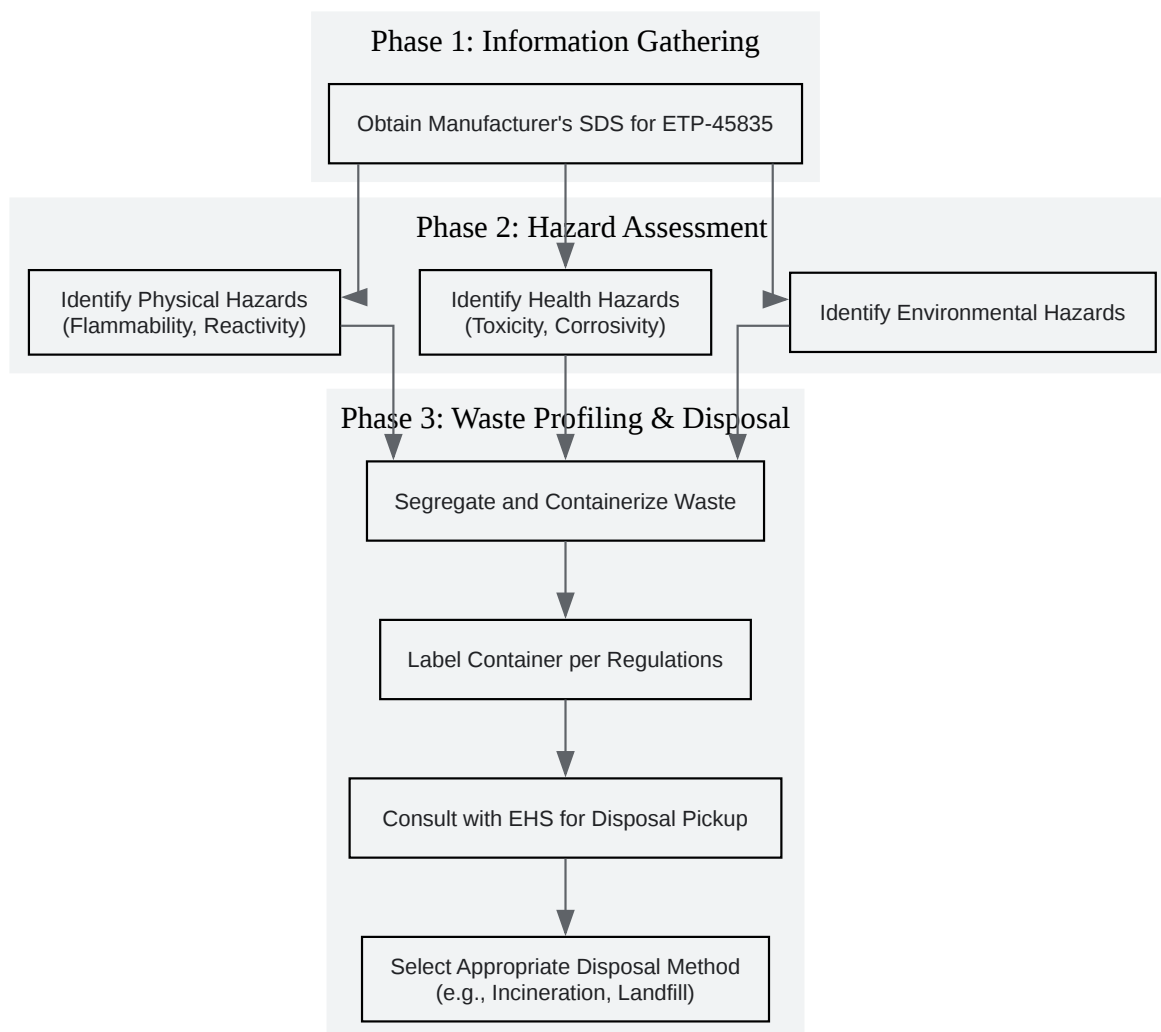 Phase 1: Information Gathering
Obtain Manufacturer's SDS for ETP-45835
Phase 2: Hazard Assessment
Identify Physical Hazards
(Flammability, Reactivity)
Identify Health Hazards
(Toxicity, Corrosivity)
Identify Environmental Hazards
Phase 3: Waste Profiling & Disposal
Segregate and Containerize Waste
Label Container per Regulations
Consult with EHS for Disposal Pickup
Select Appropriate Disposal Method
(e.g., Incineration, Landfill)